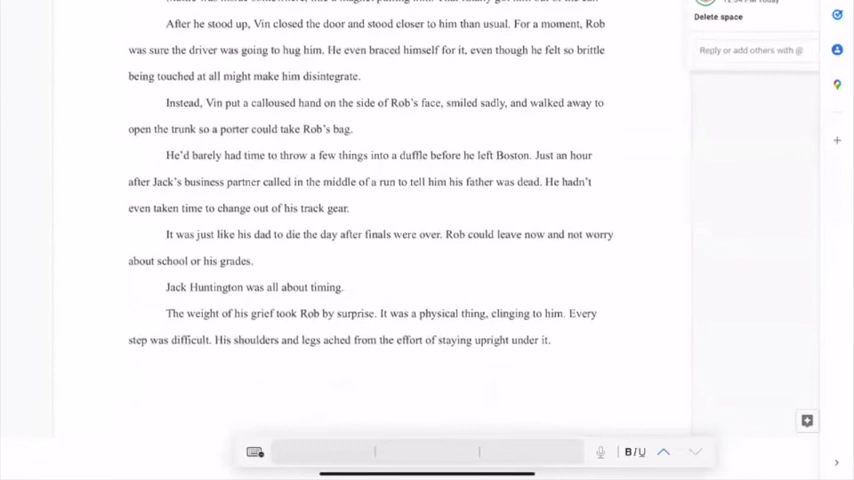 After he stood up, Vin closed the door and stood closer to him than usual. For a moment, Rob
was sure the driver was going to hug him. He even braced himself for it, even though he felt so brittle
being touched at all might make him disintegrate.
Instead, Vin put a calloused hand on the side of Rob's face, smiled sadly, and walked away to
open the trunk so a porter could take Rob's bag.
He'd barely had time to throw a few things into a duffle before he left Boston. Just an hour
after Jack's business partner called in the middle of a run to tell him his father was dead. He hadn't
even taken time to change out of his track gear.
It was just like his dad to die the day after finals were over. Rob could leave now and not worry
about school or his grades.
Jack Huntington was all about timing.
The weight of his grief took Rob by surprise. It was a physical thing, clinging to him. Every
step was difficult. His shoulders and legs ached from the effort of staying upright under it.
Delete space
Reply or add others with @
B I U